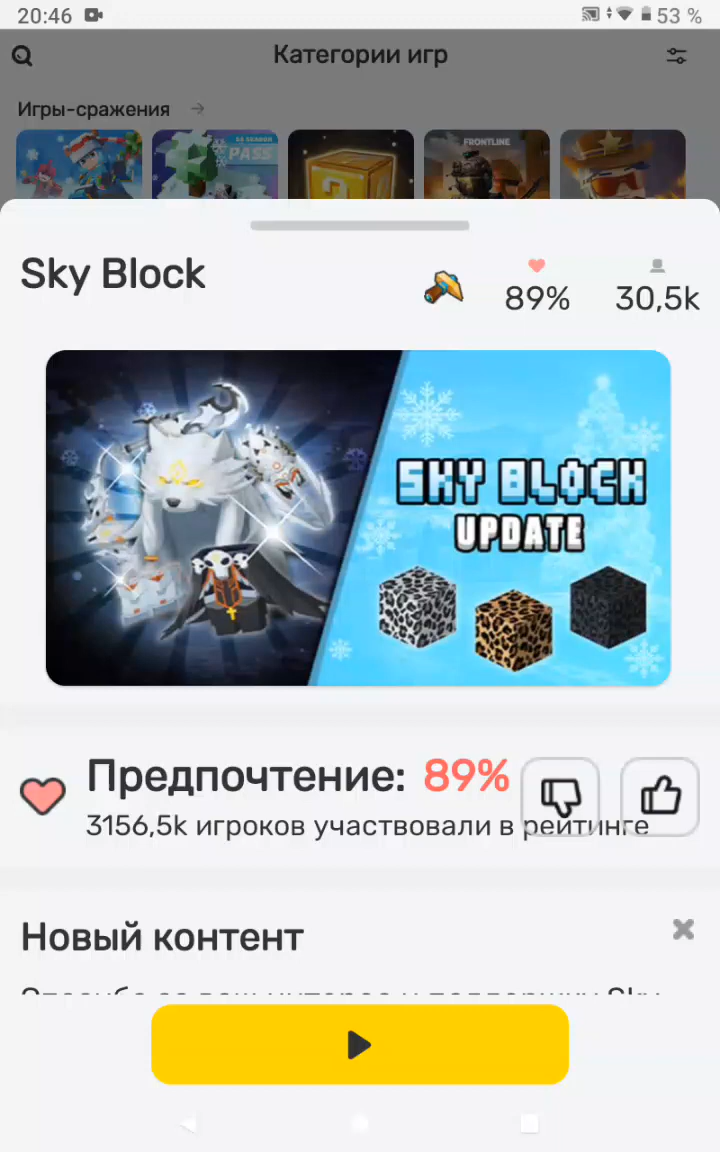 20:46
53 %
Категории игр
Игры-сражения
PASS
FRONTLINE
Sky Block
89%
30,5k
SKY BLOCK
UPDATE
Предпочтение: 89%
3156,5k игроков участвовали в рейтинге
Новый контент